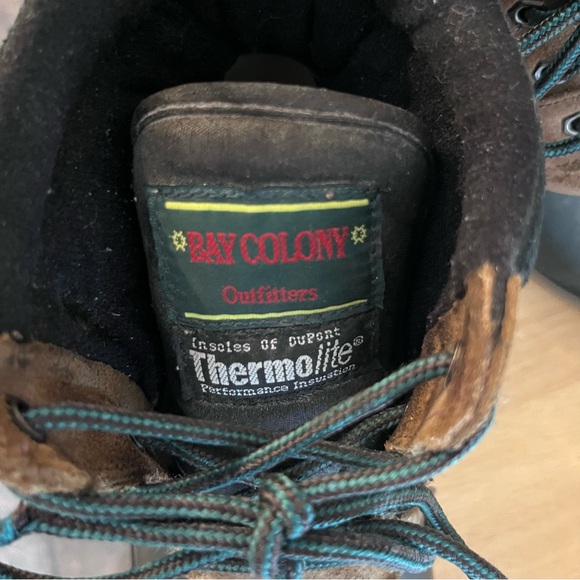 BAY COLONY
Outfitters
Insoles of DuPont
Thermolite®
Performance Insulation